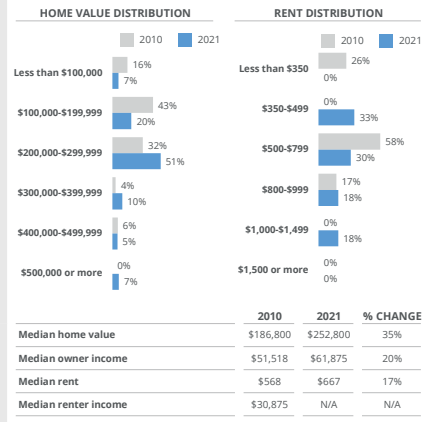 HOME VALUE DISTRIBUTION
2010 2021
Less than $100,000 16% 7%
$100,000-$199,999 43% 20%
$200,000-$299,999 32% 51%
$300,000-$399,999 4% 10%
$400,000-$499,999 6% 5%
$500,000 or more 0% 7%
RENT DISTRIBUTION
2010 2021
Less than $350 26% 0%
$350-$499 0% 33%
$500-$799 58% 30%
$800-$999 17% 18%
$1,000-$1,499 0% 18%
$1,500 or more 0% 0%
2010 2021 % CHANGE
Median home value $186,800 $252,800 35%
Median owner income $51,518 $61,875 20%
Median rent $568 $667 17%
Median renter income $30,875 N/A N/A